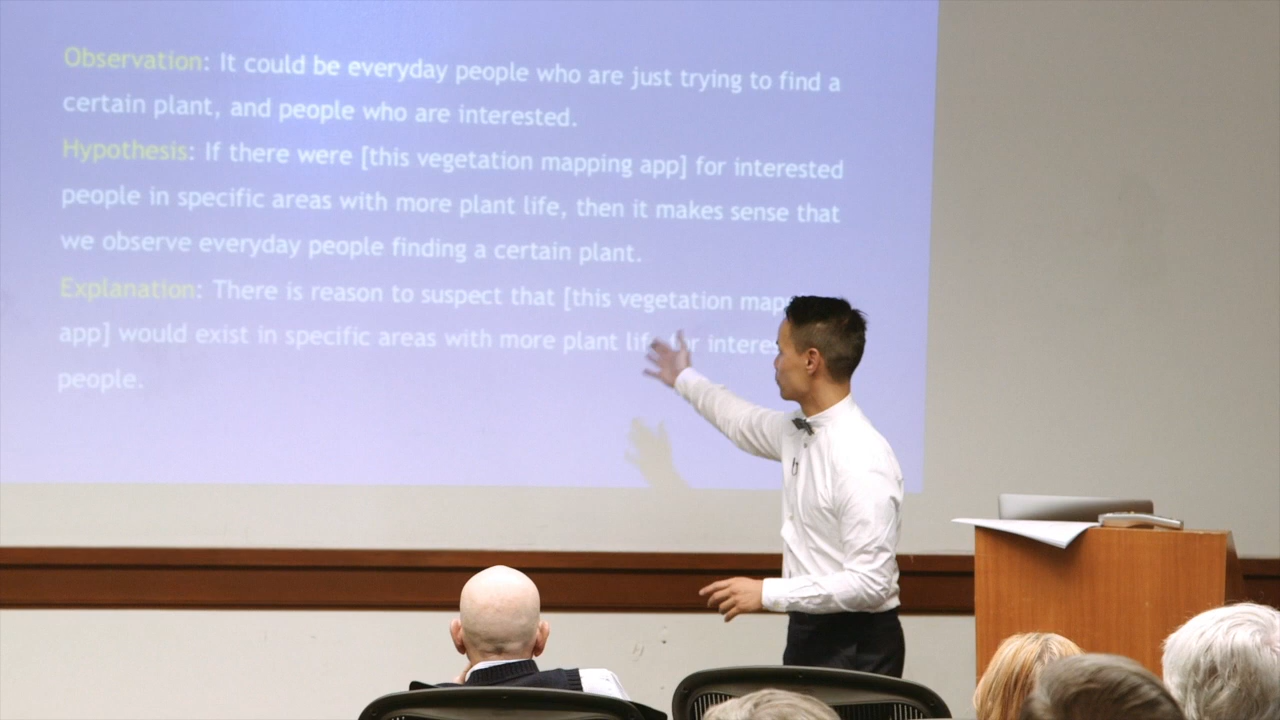 Observation: It could be everyday people who are just trying to find a
certain plant, and people who are interested.
Hypothesis: If there were [this vegetation mapping app] for interested
people in specific areas with more plant life, then it makes sense that
we observe everyday people finding a certain plant.
Explanation: There is reason to suspect that [this vegetation
app] would exist in specific areas with more plant life for
people.